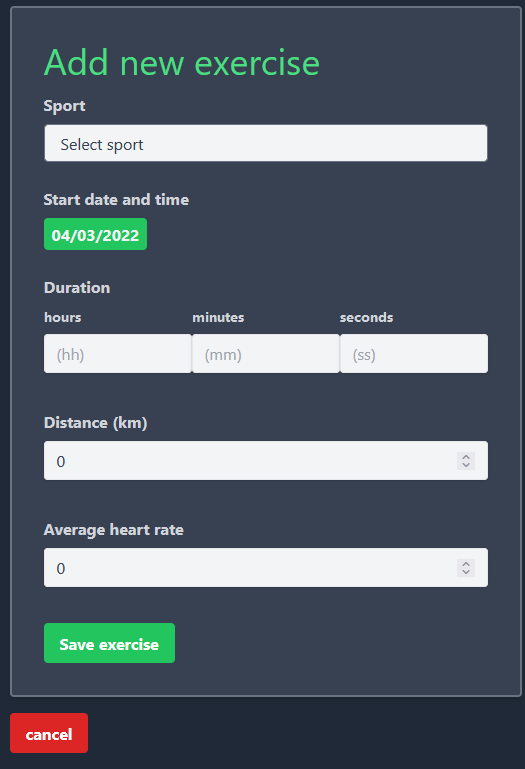 Add new exercise
Sport
Select sport
Start date and time
04/03/2022
Duration
hours minutes seconds
(hh) (mm) (ss)
Distance (km)
0
Average heart rate
0
Save exercise
cancel